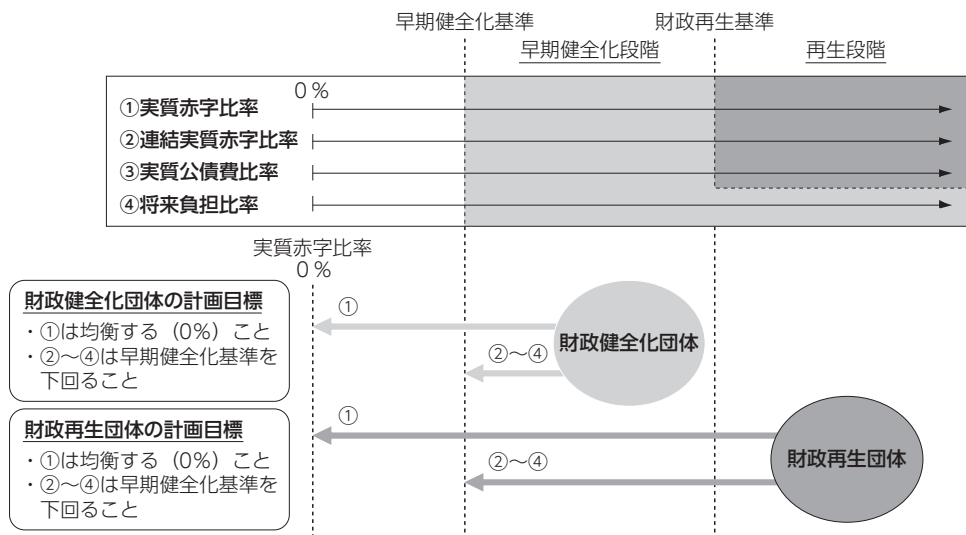 早期健全化基準 財政再生基準
早期健全化段階 再生段階
0%
①実質赤字比率
②連結実質赤字比率
③実質公債費比率
④将来負担比率
実質赤字比率
0%
財政健全化団体の計画目標
・①は均衡する（0%）こと
・②～④は早期健全化基準を
下回ること
①
②～④
財政健全化団体
財政再生団体の計画目標
・①は均衡する（0%）こと
・②～④は早期健全化基準を
下回ること
①
②～④
財政再生団体